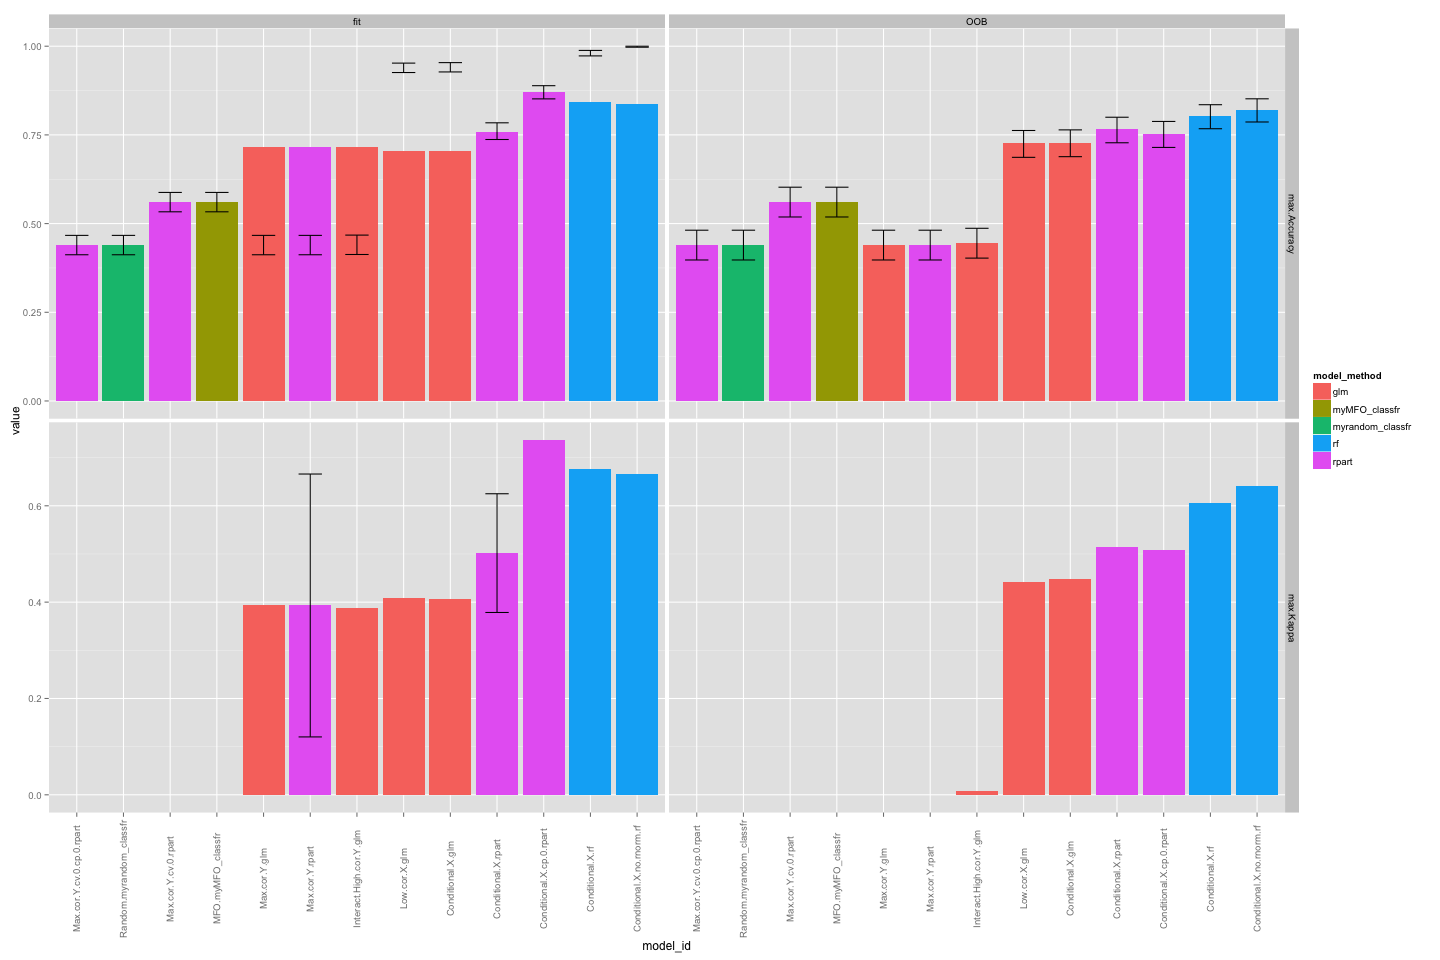 fit
OOB
1.00
0.75
0.50
0.25
0.00
max.Accuracy
value
0.6
0.4
0.2
0.0
max.Kappa
Max.cor.Y.cv.0.cp.0.rpart
Random.myrandom_classfr
Max.cor.Y.cv.0.rpart
MFO.myMFO_classfr
Max.cor.Y.glm
Max.cor.Y.rpart
Interact.High.cor.Y.glm
Low.cor.X.glm
Conditional.X.glm
Conditional.X.rpart
Conditional.X.cp.0.rpart
Conditional.X.rf
Conditional.X.no.rnorm.rf
Max.cor.Y.cv.0.cp.0.rpart
Random.myrandom_classfr
Max.cor.Y.cv.0.rpart
MFO.myMFO_classfr
Max.cor.Y.glm
Max.cor.Y.rpart
Interact.High.cor.Y.glm
Low.cor.X.glm
Conditional.X.glm
Conditional.X.rpart
Conditional.X.cp.0.rpart
Conditional.X.rf
Conditional.X.no.rnorm.rf
model_id
model_method
glm
myMFO_classfr
myrandom_classfr
rf
rpart